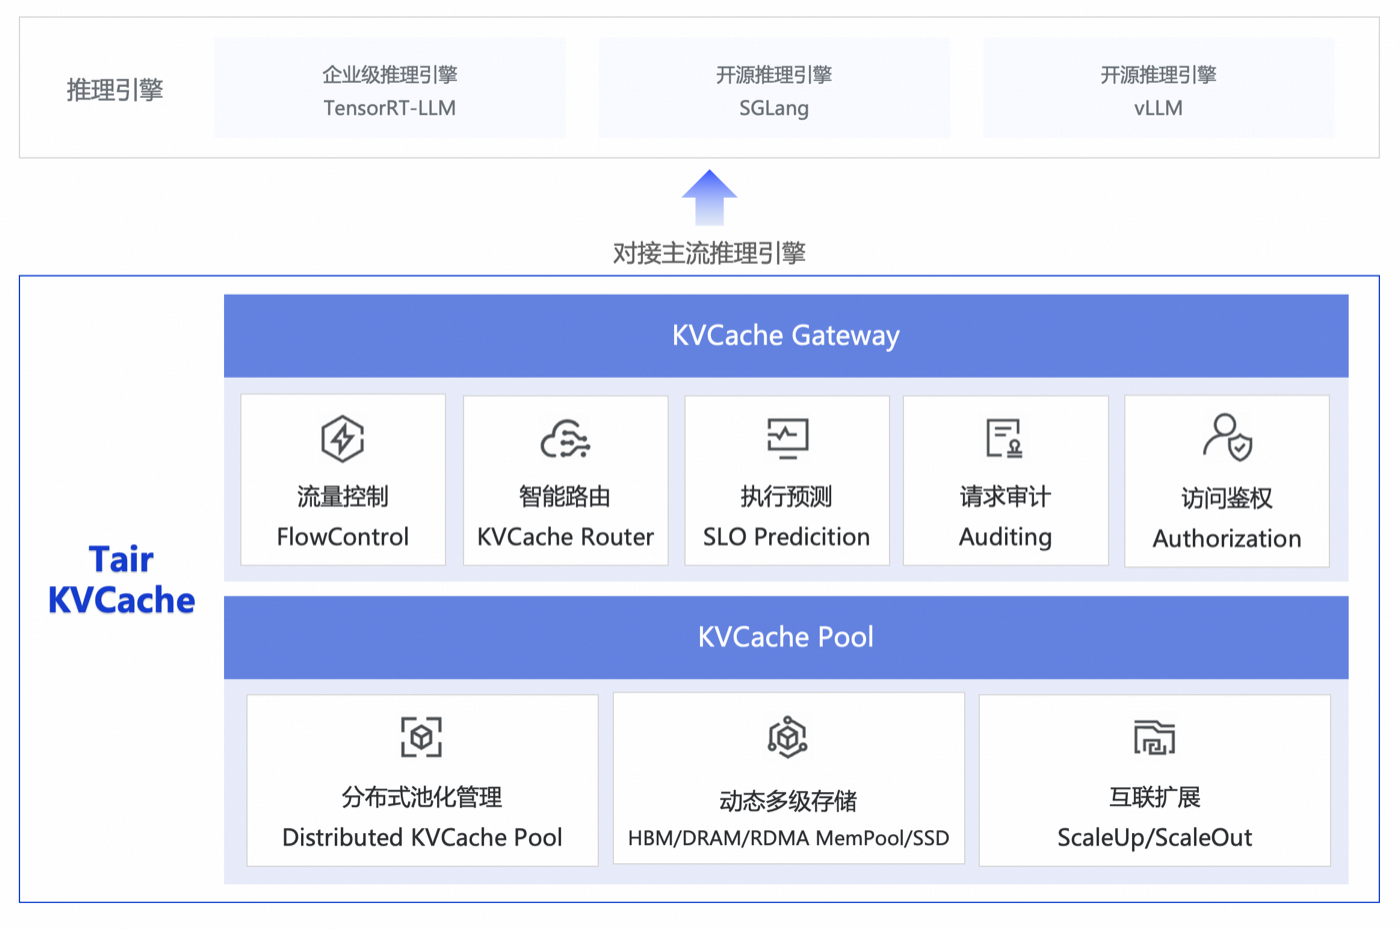 推理引擎
企业级推理引擎
TensorRT-LLM
开源推理引擎
SGLang
开源推理引擎
vLLM
对接主流推理引擎
Tair
KVCache
KVCache Gateway
流量控制
FlowControl
智能路由
KVCache Router
执行预测
SLO Predicition
请求审计
Auditing
访问鉴权
Authorization
KVCache Pool
分布式池化管理
Distributed KVCache Pool
动态多级存储
HBM/DRAM/RDMA MemPool/SSD
互联扩展
ScaleUp/ScaleOut